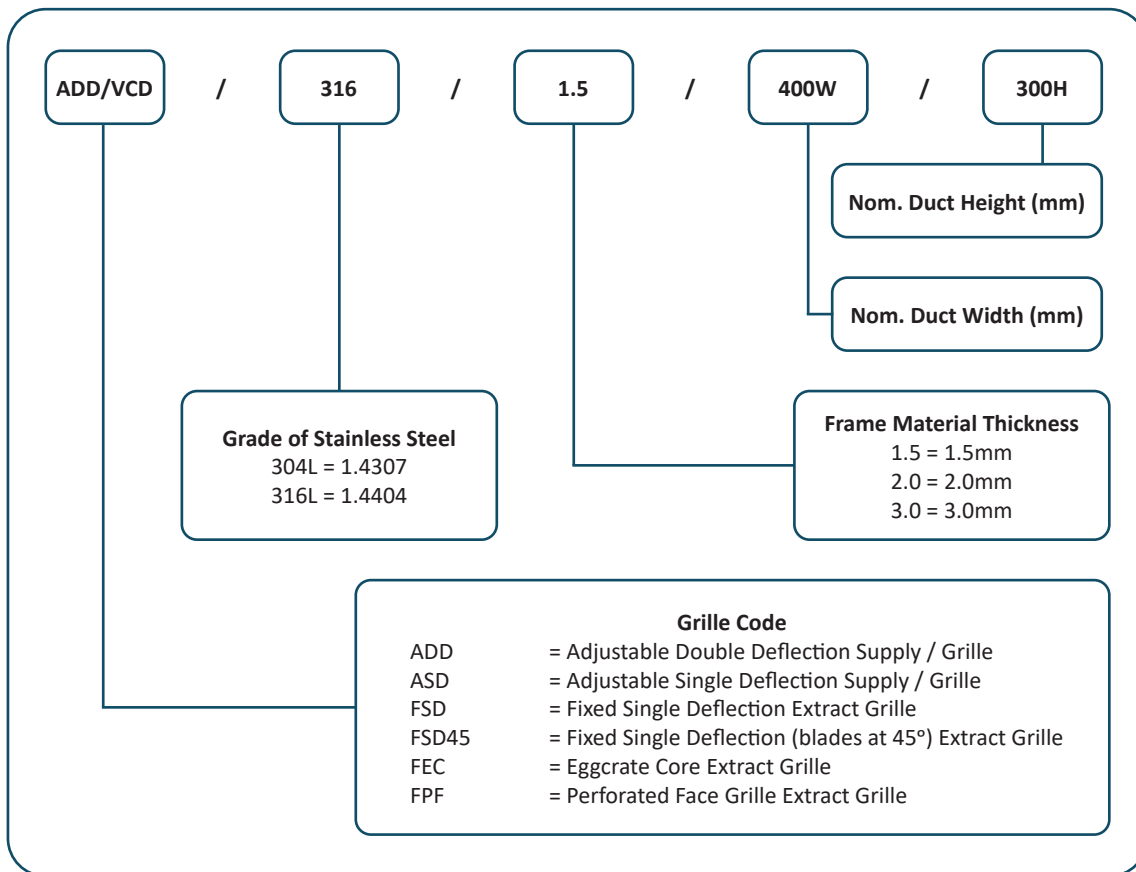 ADD/VCD / 316 / 1.5 / 400W / 300H
Nom. Duct Height (mm)
Nom. Duct Width (mm)
Grade of Stainless Steel
304L = 1.4307
316L = 1.4404
Frame Material Thickness
1.5 = 1.5mm
2.0 = 2.0mm
3.0 = 3.0mm
Grille Code
ADD = Adjustable Double Deflection Supply / Grille
ASD = Adjustable Single Deflection Supply / Grille
FSD = Fixed Single Deflection Extract Grille
FSD45 = Fixed Single Deflection (blades at 45º) Extract Grille
FEC = Eggcrate Core Extract Grille
FPF = Perforated Face Grille Extract Grille